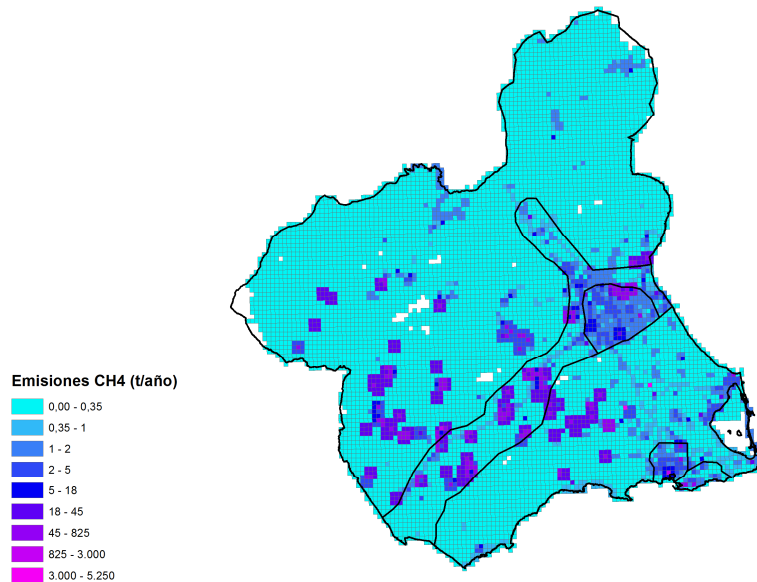 Emisiones CH4 (t/año)
0,00 - 0,35
0,35 - 1
1 - 2
2 - 5
5 - 18
18 - 45
45 - 825
825 - 3.000
3.000 - 5.250